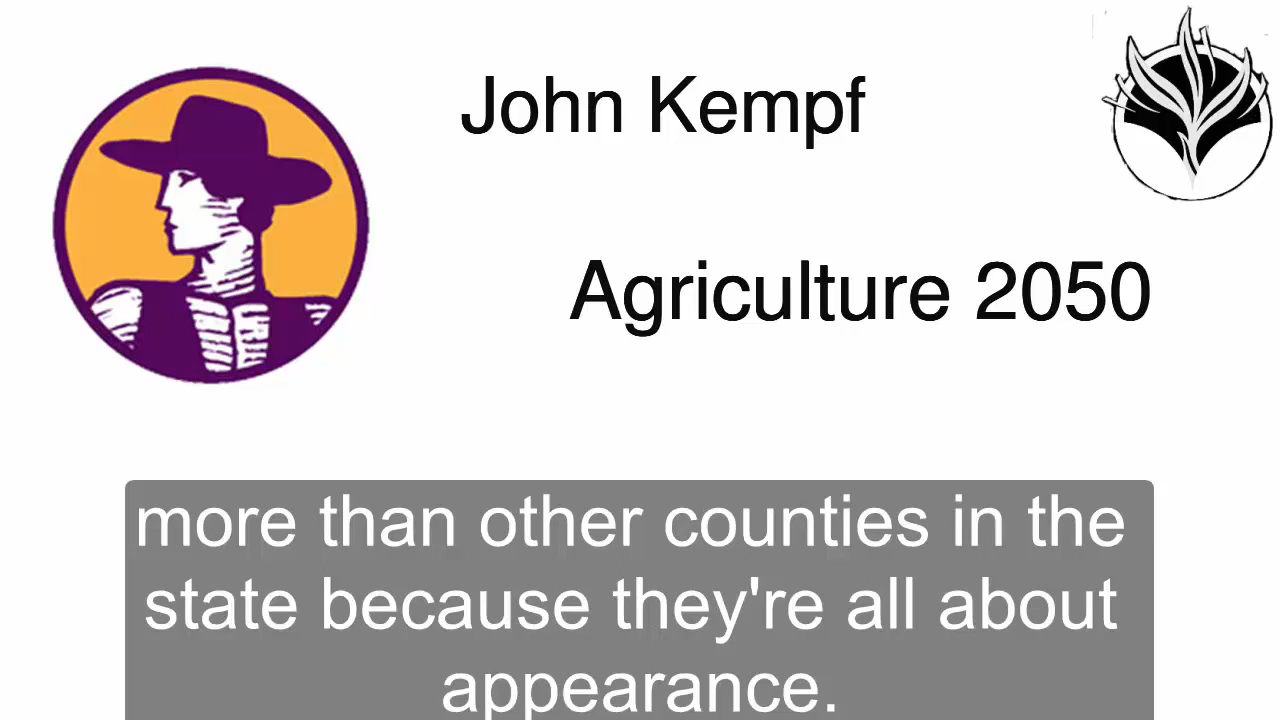 John Kempf
Agriculture 2050
more than other counties in the
state because they're all about
appearance.